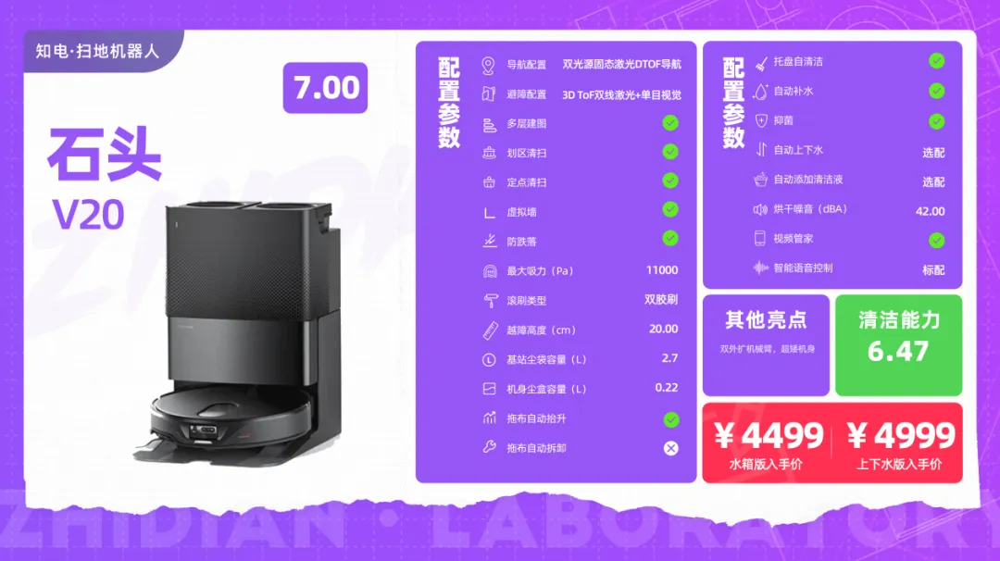 知电·扫地机器人
7.00
石头
V20
配置参数
导航配置 双光源固态激光DTOF导航
避障配置 3D ToF双线激光+单目视觉
多层建图
划区清扫
定点清扫
虚拟墙
防跌落
最大吸力（Pa） 11000
滚刷类型 双胶刷
越障高度（cm） 20.00
基站尘袋容量（L） 2.7
机身尘盒容量（L） 0.22
拖布自动抬升
拖布自动拆卸
配置参数
托盘自清洁
自动补水
抑菌
自动上下水 选配
自动添加清洁液 选配
烘干噪音（dBA） 42.00
视频管家
智能语音控制 标配
其他亮点
双外扩机械臂，超矮机身
清洁能力
6.47
￥4499
水箱版入手价
￥4999
上下水版入手价
ZHIDIAN · LABORATORY